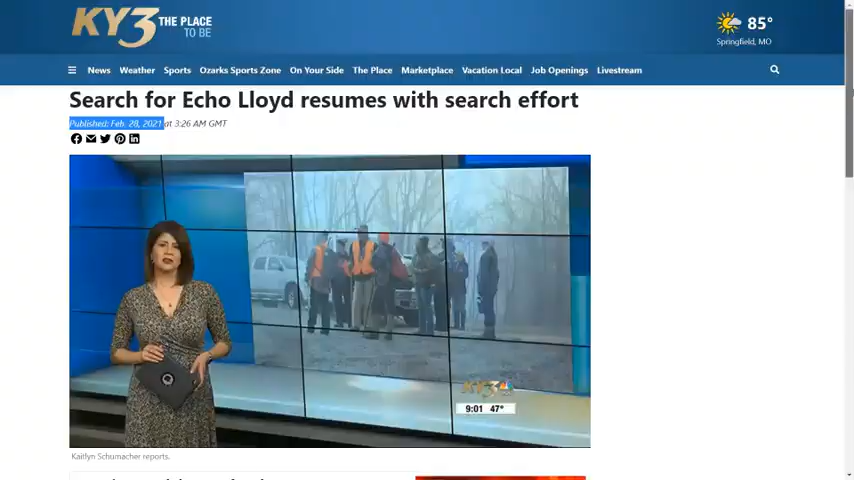 KY3 THE PLACE
TO BE
85°
Springfield, MO
News Weather Sports Ozarks Sports Zone On Your Side The Place Marketplace Vacation Local Job Openings Livestream
Search for Echo Lloyd resumes with search effort
Published: Feb. 28, 2021 at 3:26 AM GMT
KY3
9:01 47°
Kaitlyn Schumacher reports.